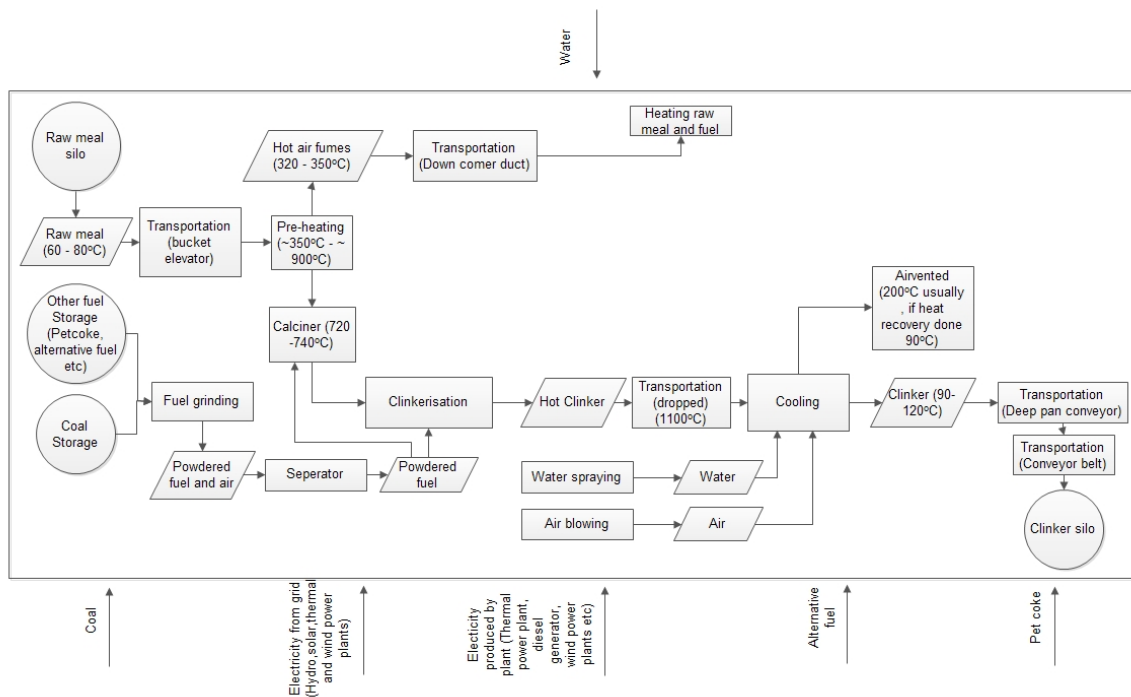 Water
Raw meal
silo
Hot air fumes
(320 - 350ºC)
Transportation
(Down comer duct)
Heating raw
meal and fuel
Raw meal
(60 - 80ºC)
Transportation
(bucket
elevator)
Pre-heating
(~350ºC - ~
900ºC)
Other fuel
Storage
(Petcoke,
alternative fuel
etc)
Calciner (720
-740ºC)
Airvented
(200ºC usually
, if heat
recovery done
90ºC)
Coal
Storage
Fuel grinding
Clinkerisation
Hot Clinker
Transportation
(dropped)
(1100ºC)
Cooling
Clinker (90-
120ºC)
Transportation
(Deep pan conveyor)
Transportation
(Conveyor belt)
Powdered
fuel and air
Seperator
Powdered
fuel
Water spraying
Water
Air blowing
Air
Clinker silo
Coal
Electricity from grid
(Hydro,solar,thermal
and wind power
plants)
Electicity
produced by
plant (Thermal
power plant,
diesel
generator,
wind power
plants etc)
Alternative
fuel
Pet coke